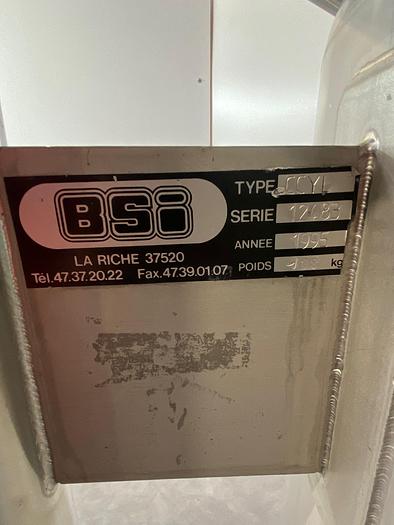 BSi
LA RICHE 37520
Tél.47.37.20.22 Fax.47.39.01.07
TYPE CCYL
SERIE
ANNEE 1995
POIDS kg